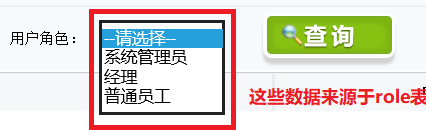 用户角色：
--请选择--
系统管理员
经理
普通员工
查询
这些数据来源于role表